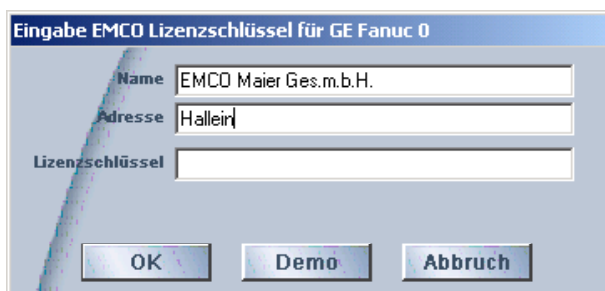 Eingabe EMCO Lizenzschlüssel für GE Fanuc 0
Name EMCO Maier Ges.m.b.H.
Adresse Hallein
Lizenzschlüssel
OK Demo Abbruch